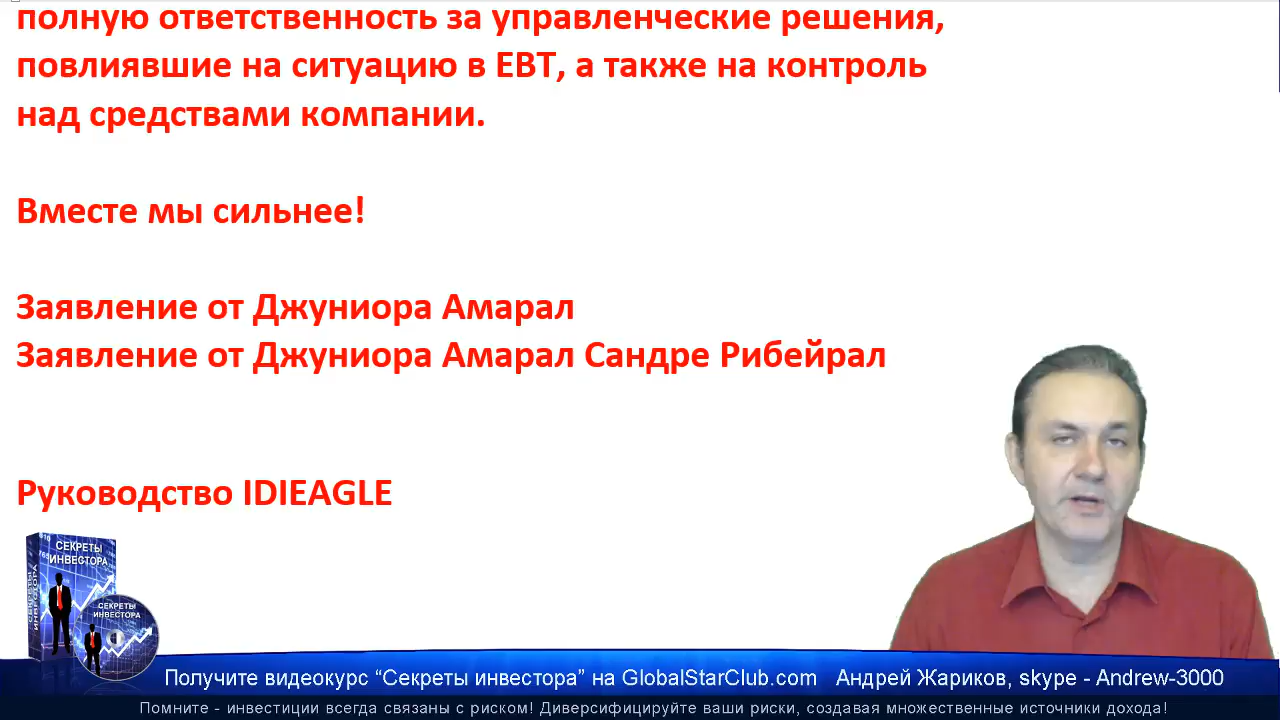 полную ответственность за управленческие решения,
повлиявшие на ситуацию в ЕВТ, а также на контроль
над средствами компании.
Вместе мы сильнее!
Заявление от Джуниора Амарал
Заявление от Джуниора Амарал Сандре Рибейрал
Руководство IDIEAGLE
СЕКРЕТЫ
ИНВЕСТОРА
СЕКРЕТЫ
ИНВЕСТОРА
Получите видеокурс “Секреты инвестора” на GlobalStarClub.com Андрей Жариков, skype - Andrew-3000
Помните - инвестиции всегда связаны с риском! Диверсифицируйте ваши риски, создавая множественные источники дохода!